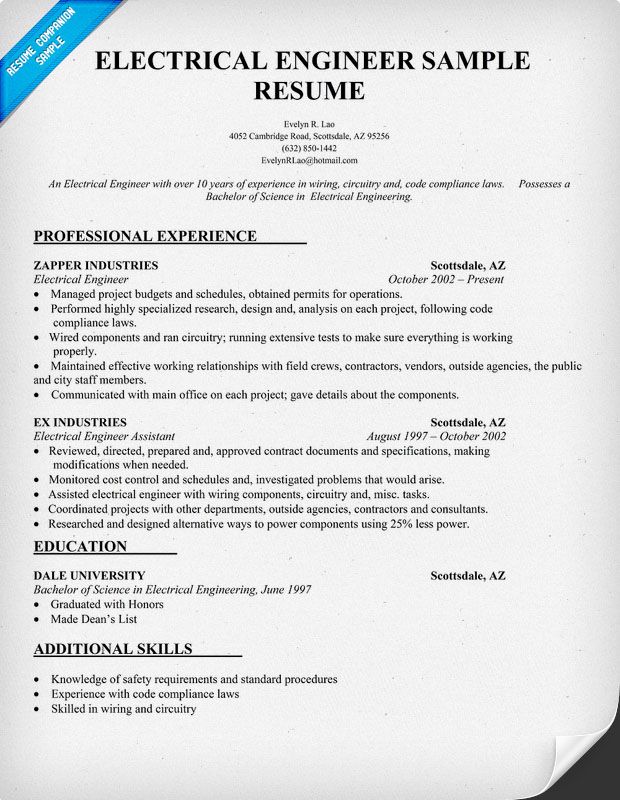 RESUME COMPANION
SAMPLE
ELECTRICAL ENGINEER SAMPLE
RESUME
Evelyn R. Lao
4052 Cambridge Road, Scottsdale, AZ 95256
(632) 850-1442
EvelynRLao@hotmail.com
An Electrical Engineer with over 10 years of experience in wiring, circuitry and, code compliance laws. Possesses a
Bachelor of Science in Electrical Engineering.
PROFESSIONAL EXPERIENCE
ZAPPER INDUSTRIES Scottsdale, AZ
Electrical Engineer October 2002 – Present
• Managed project budgets and schedules, obtained permits for operations.
• Performed highly specialized research, design and, analysis on each project, following code
compliance laws.
• Wired components and ran circuitry; running extensive tests to make sure everything is working
properly.
• Maintained effective working relationships with field crews, contractors, vendors, outside agencies, the public
and city staff members.
• Communicated with main office on each project; gave details about the components.
EX INDUSTRIES Scottsdale, AZ
Electrical Engineer Assistant August 1997 – October 2002
• Reviewed, directed, prepared and, approved contract documents and specifications, making
modifications when needed.
• Monitored cost control and schedules and, investigated problems that would arise.
• Assisted electrical engineer with wiring components, circuitry and, misc. tasks.
• Coordinated projects with other departments, outside agencies, contractors and consultants.
• Researched and designed alternative ways to power components using 25% less power.
EDUCATION
DALE UNIVERSITY Scottsdale, AZ
Bachelor of Science in Electrical Engineering, June 1997
• Graduated with Honors
• Made Dean's List
ADDITIONAL SKILLS
• Knowledge of safety requirements and standard procedures
• Experience with code compliance laws
• Skilled in wiring and circuitry